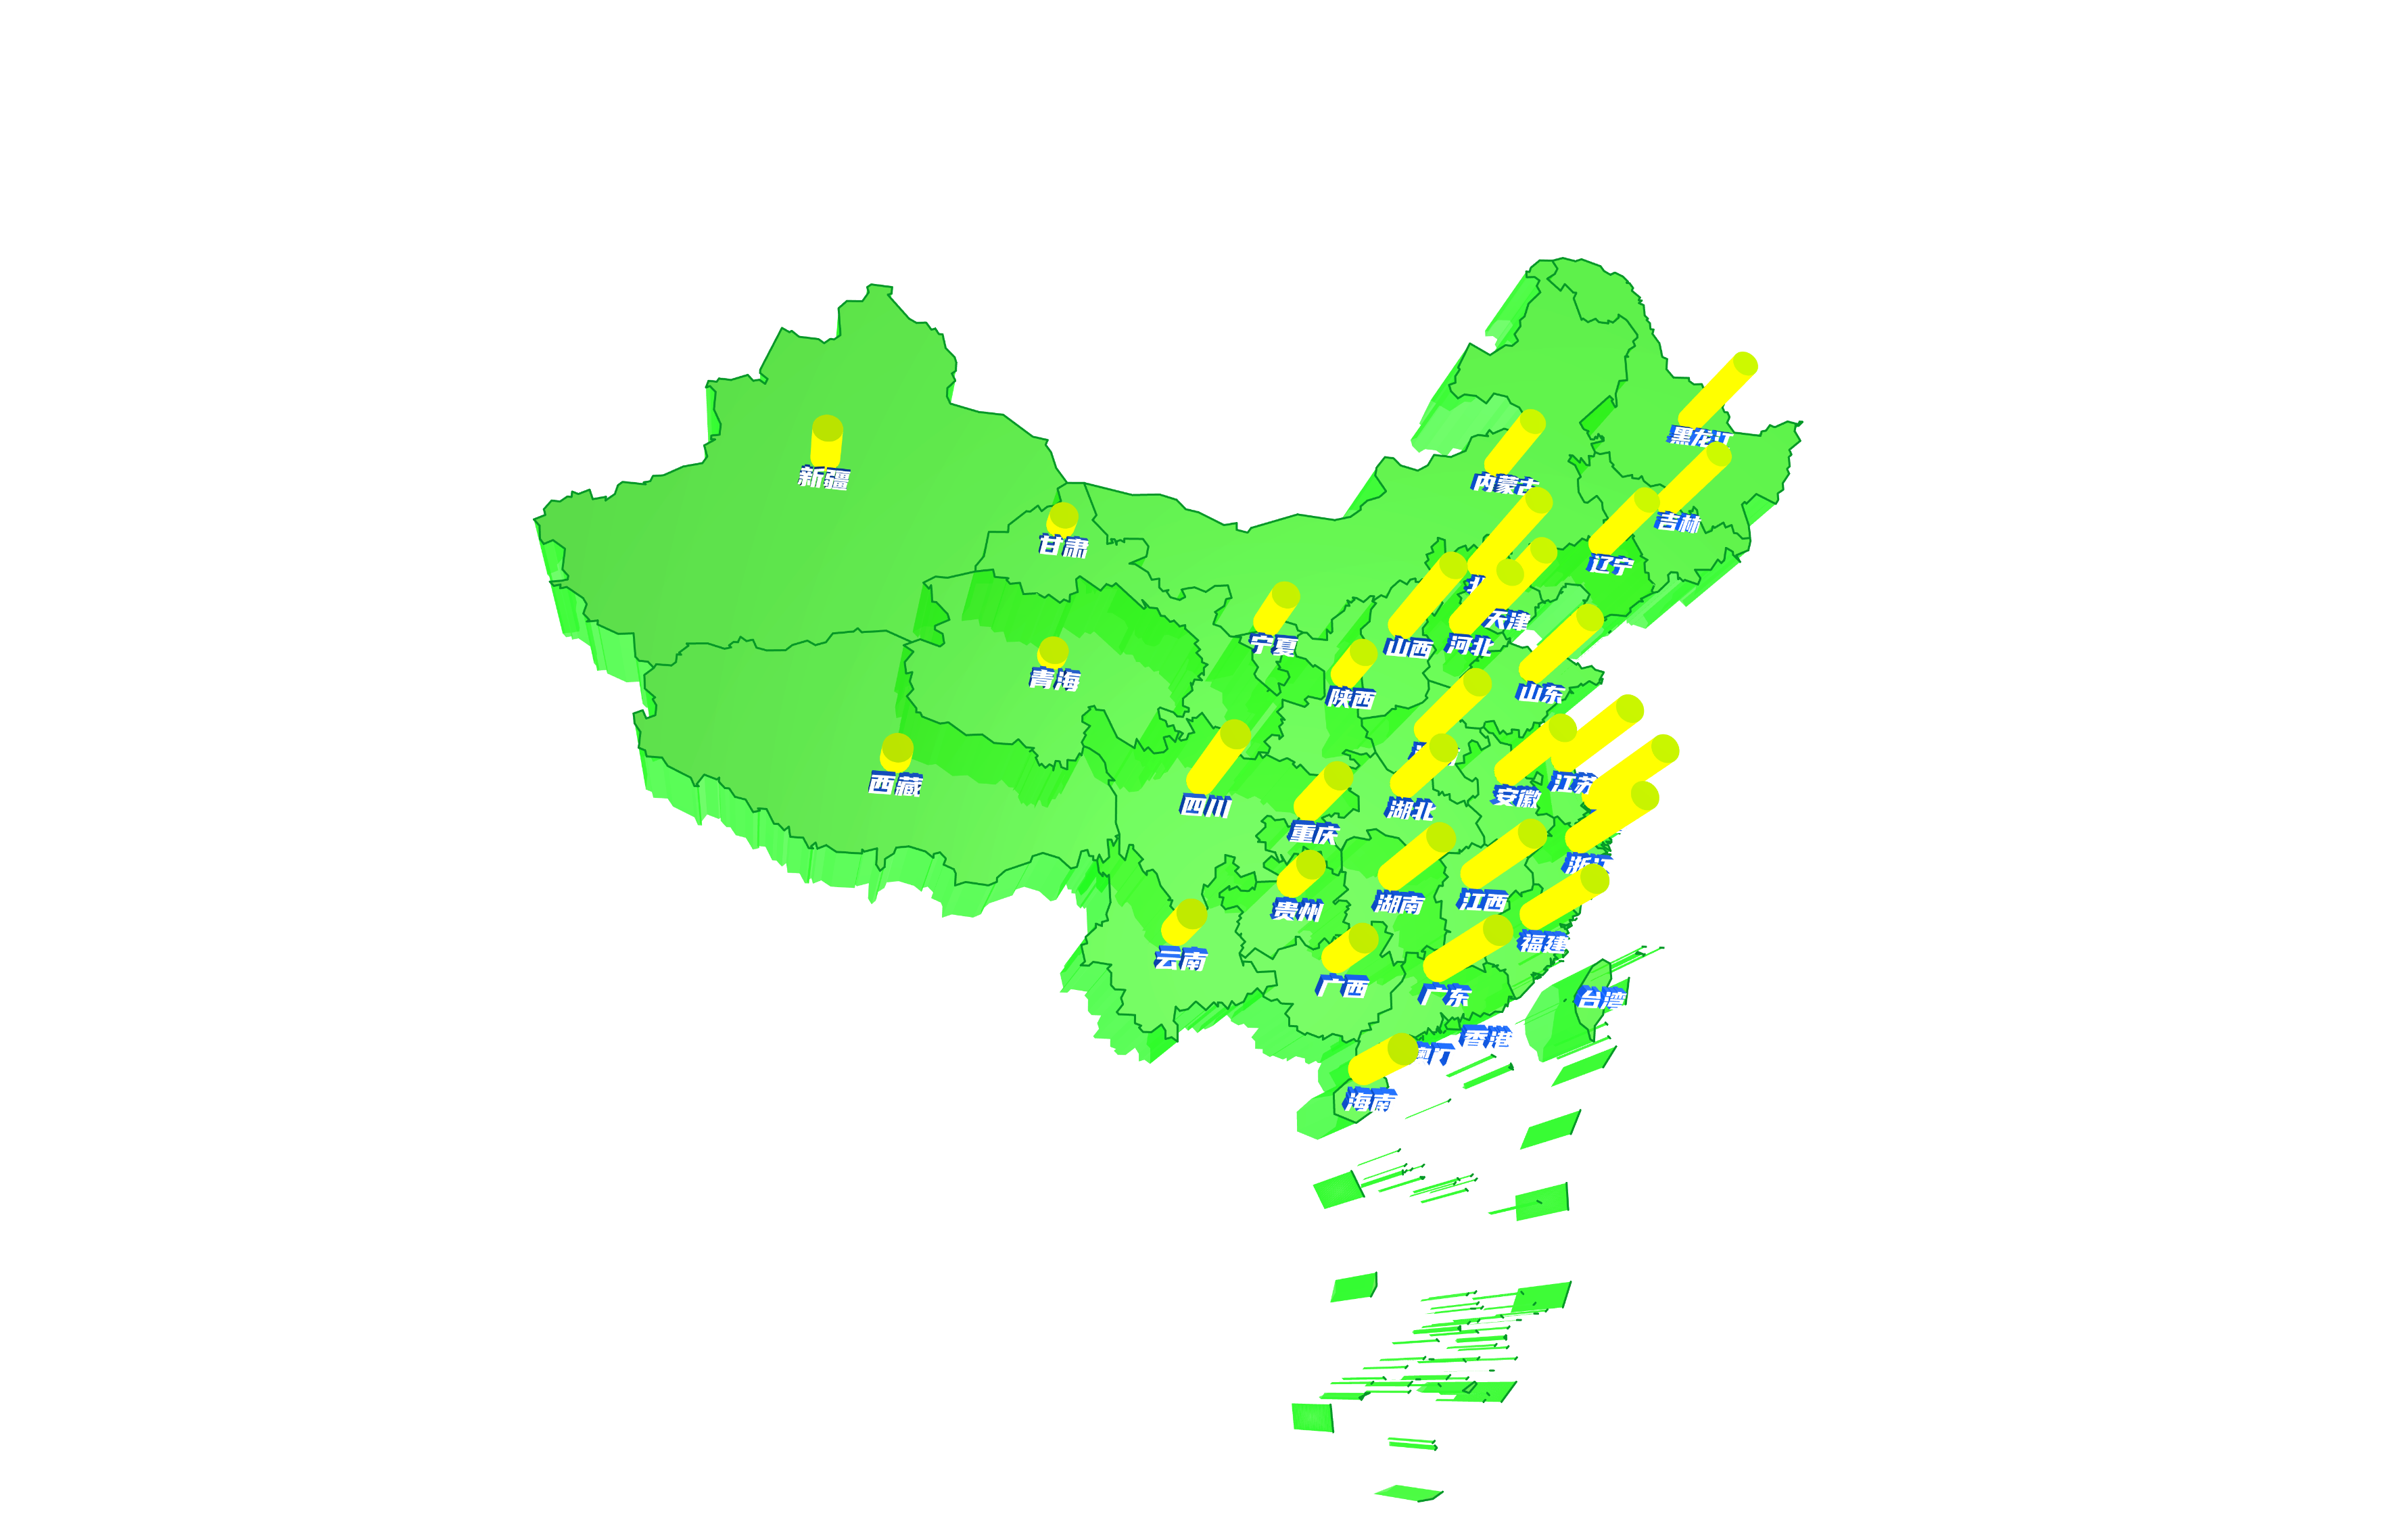 黑龙江
新疆
内蒙古
吉林
甘肃
辽宁
天津
宁夏
山西
河北
青海
陕西
山东
西藏
江苏
安徽
四川
湖北
重庆
浙江
贵州
湖南
江西
福建
云南
广西
广东
台湾
香港
海南